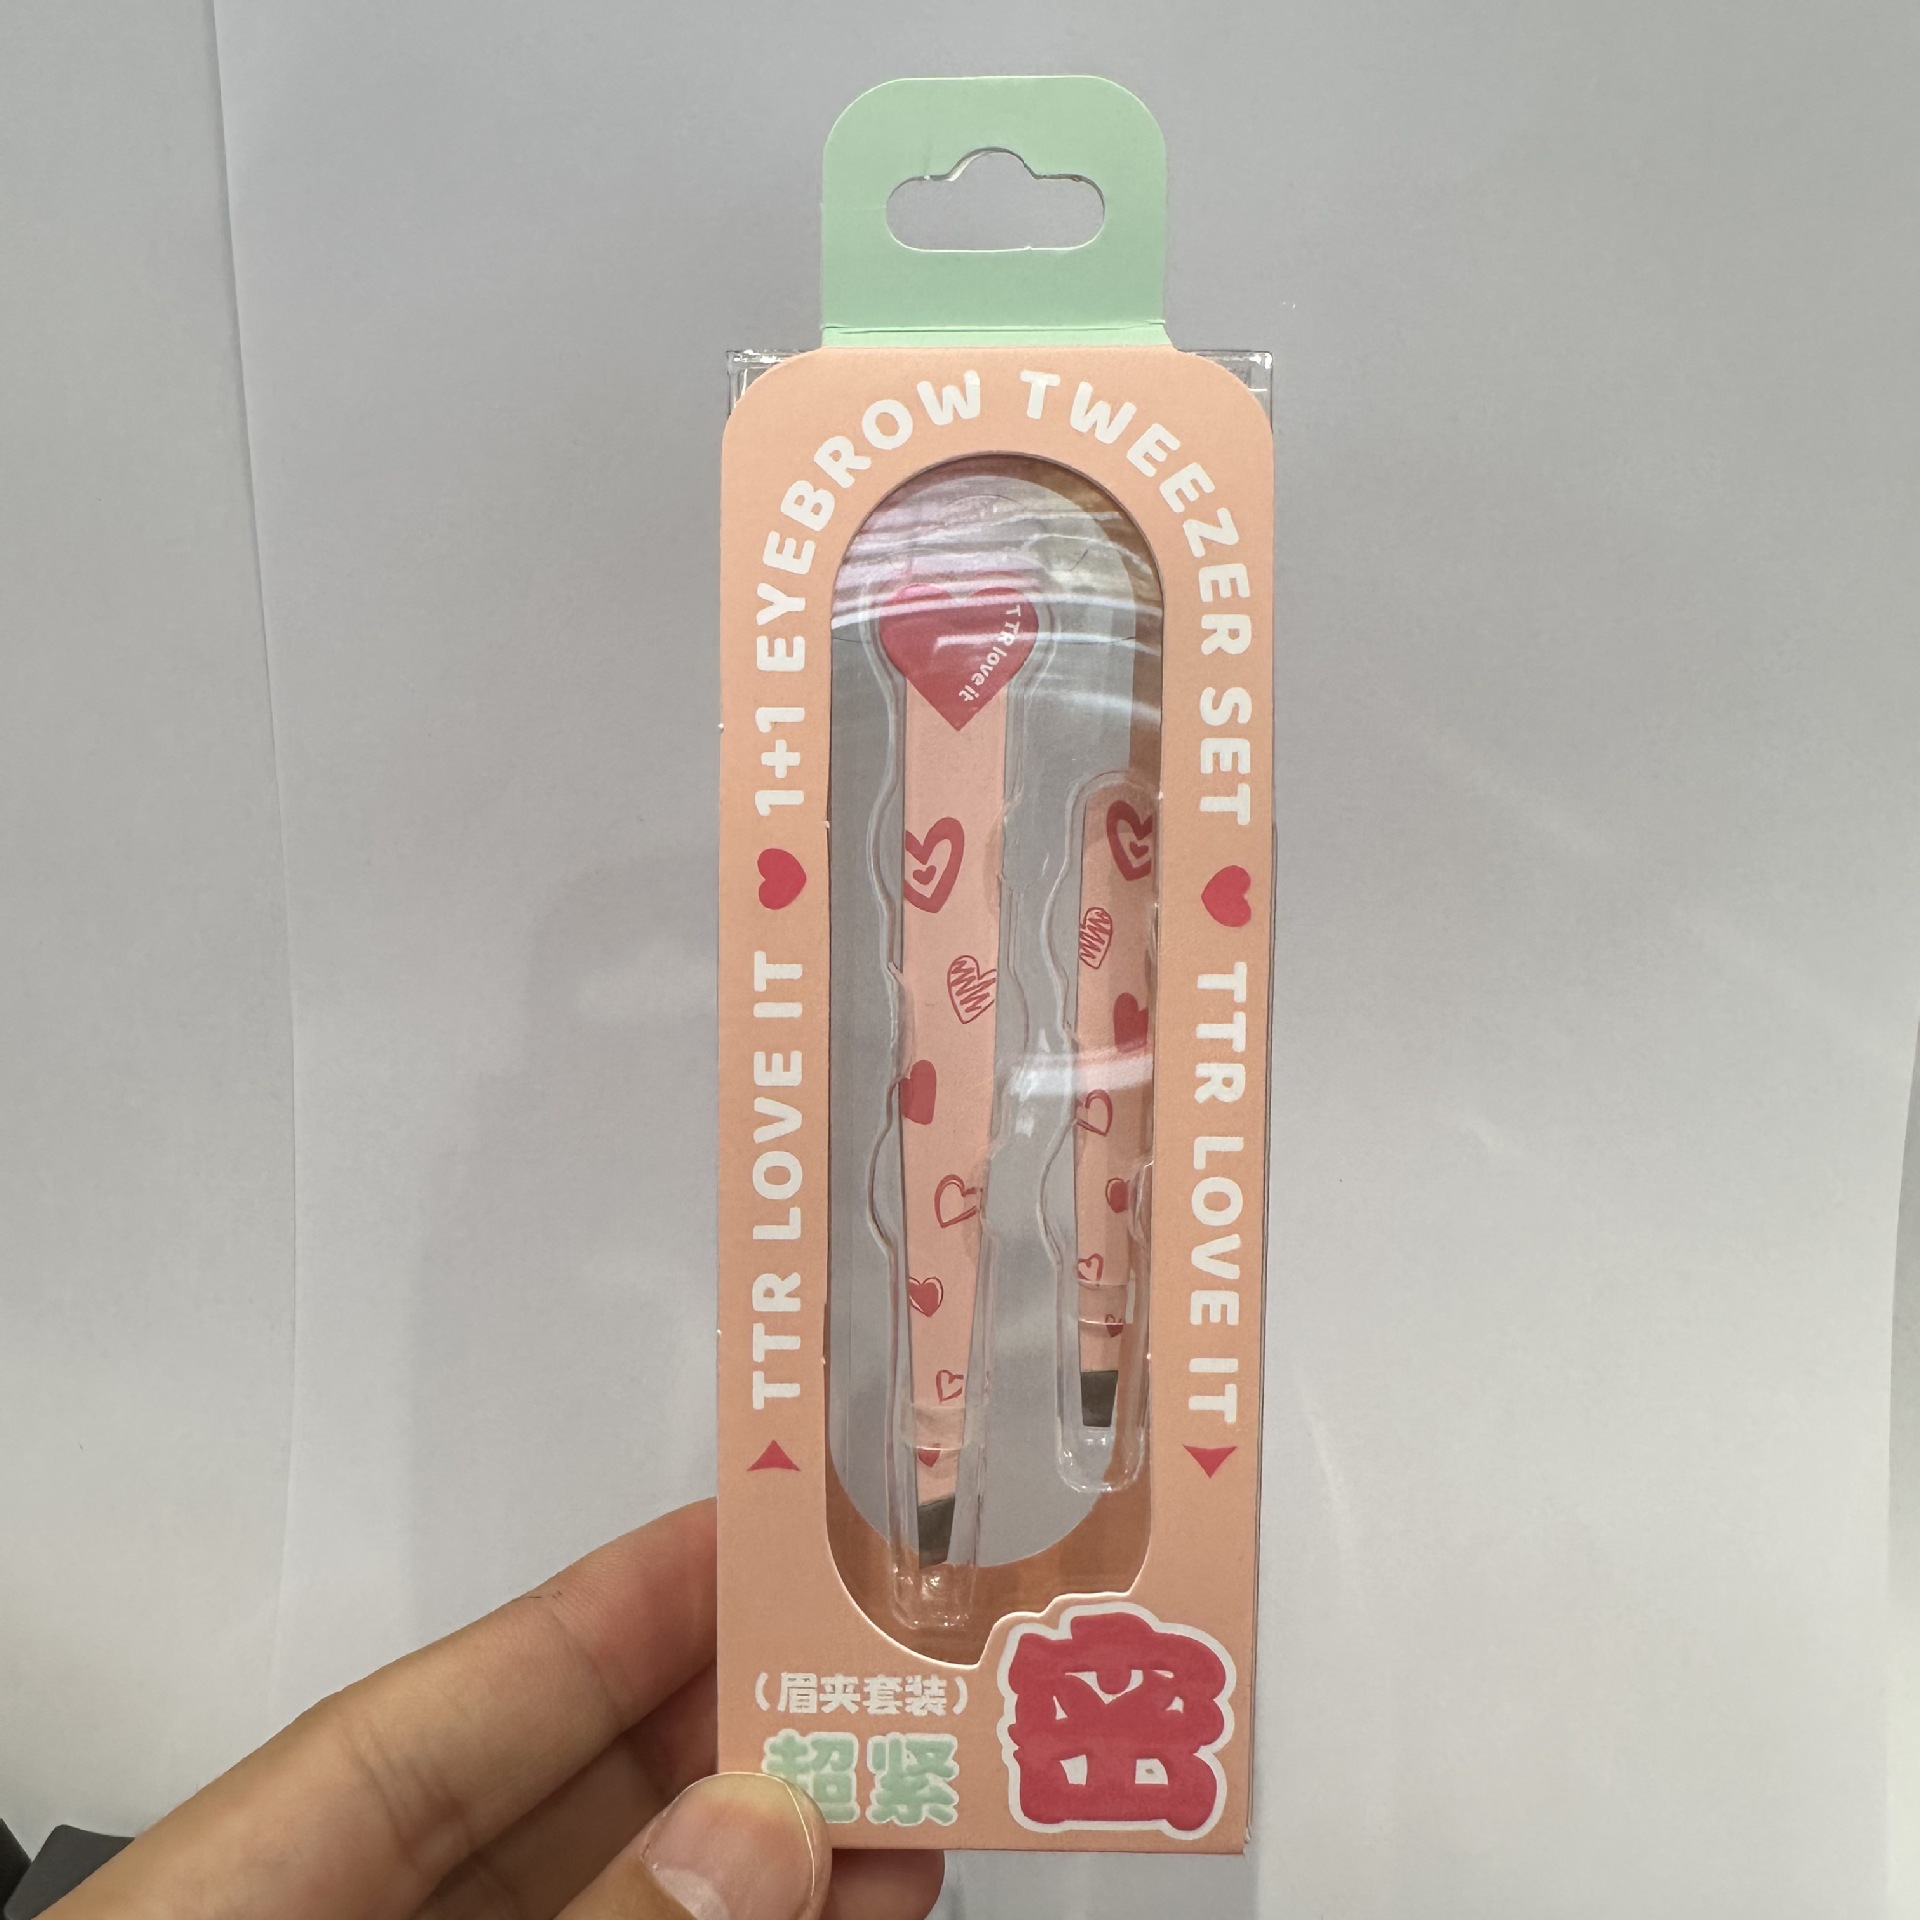 TTR LOVE IT ♥ 1+1 EYEBROW TWEEZER SET ♥ TTR LOVE IT
TTR love it
（眉夹套装）
超紧密